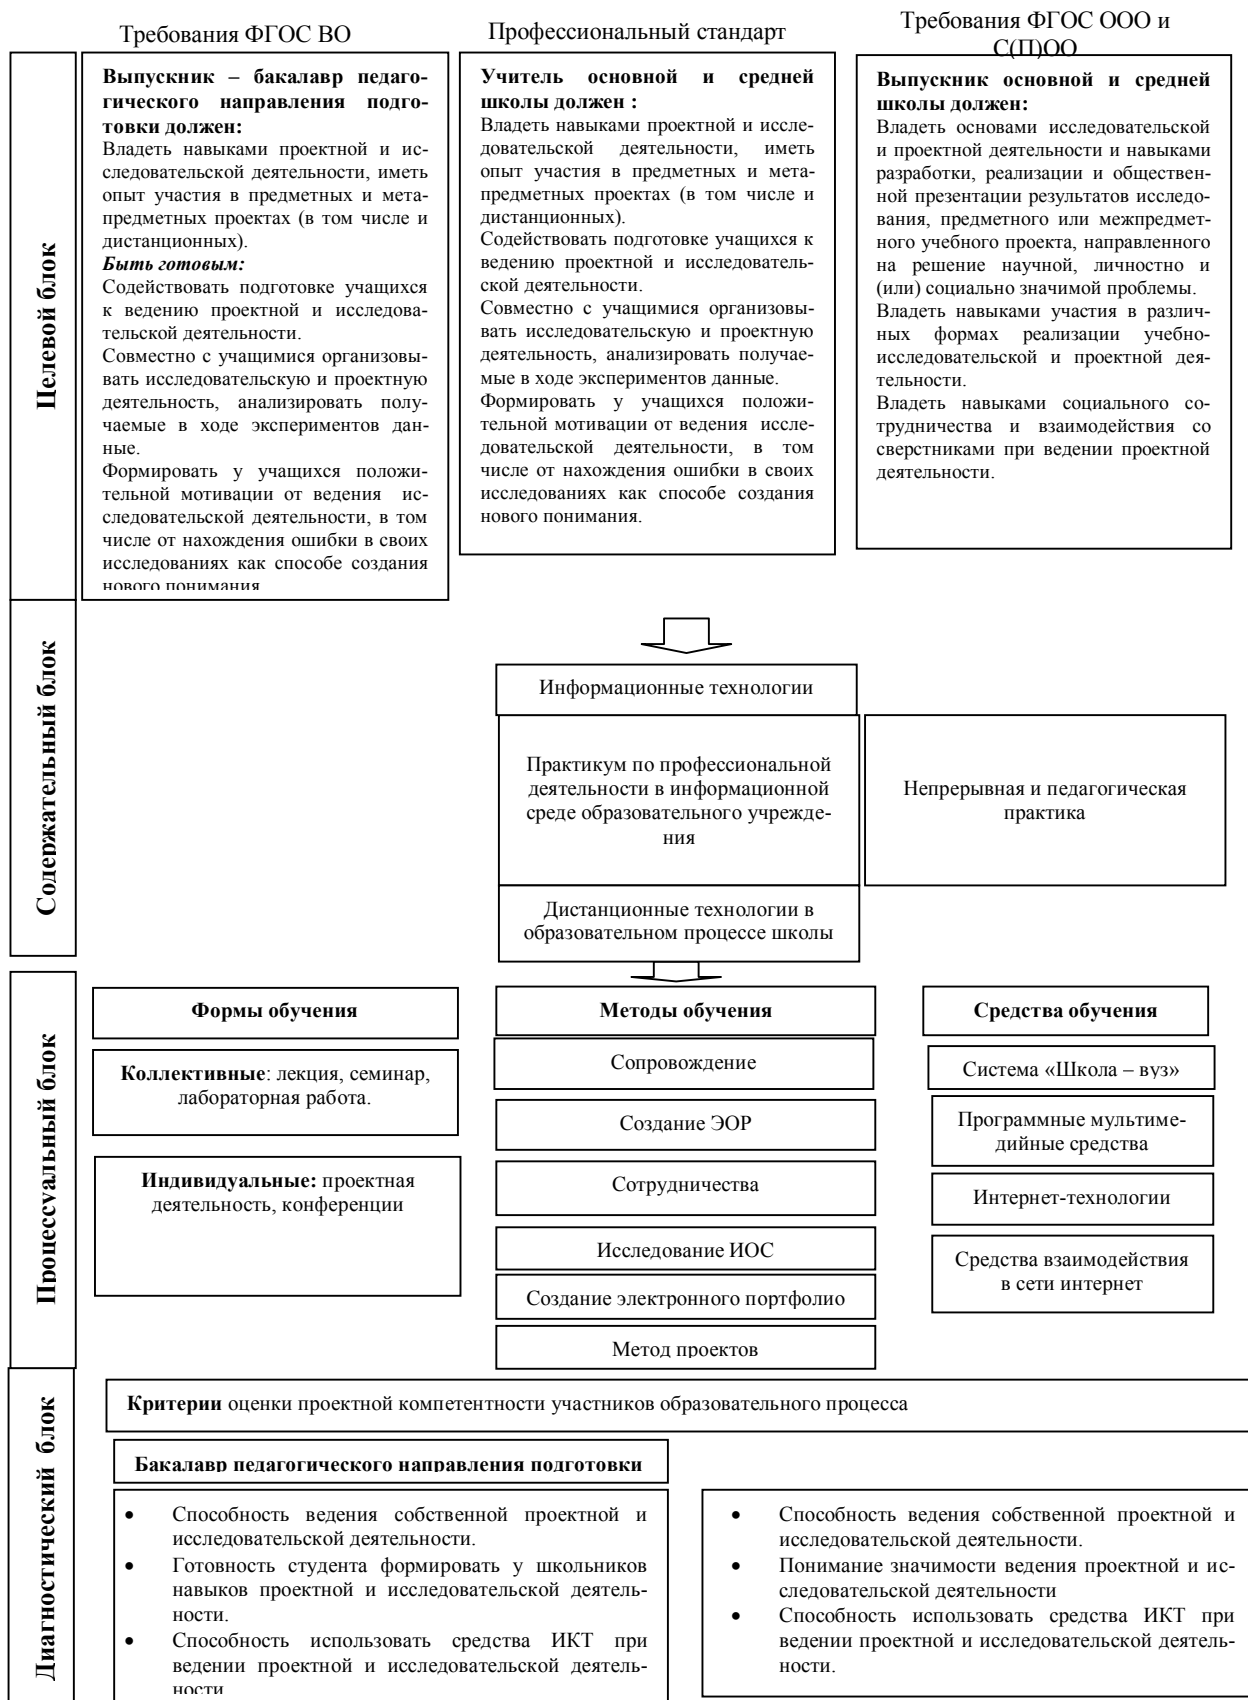 Требования ФГОС ВО
Профессиональный стандарт
Требования ФГОС ООО и
С(П)ОО
Целевой блок
Выпускник – бакалавр педаго-
гического направления подго-
товки должен:
Владеть навыками проектной и ис-
следовательской деятельности, иметь
опыт участия в предметных и мета-
предметных проектах (в том числе и
дистанционных).
Быть готовым:
Содействовать подготовке учащихся
к ведению проектной и исследова-
тельской деятельности.
Совместно с учащимися организовы-
вать исследовательскую и проектную
деятельность, анализировать полу-
чаемые в ходе экспериментов дан-
ные.
Формировать у учащихся положи-
тельной мотивации от ведения ис-
следовательской деятельности, в том
числе от нахождения ошибки в своих
исследованиях как способе создания
нового понимания
Учитель основной и средней
школы должен :
Владеть навыками проектной и иссле-
довательской деятельности, иметь
опыт участия в предметных и мета-
предметных проектах (в том числе и
дистанционных).
Содействовать подготовке учащихся к
ведению проектной и исследователь-
ской деятельности.
Совместно с учащимися организовы-
вать исследовательскую и проектную
деятельность, анализировать получае-
мые в ходе экспериментов данные.
Формировать у учащихся положи-
тельной мотивации от ведения иссле-
довательской деятельности, в том
числе от нахождения ошибки в своих
исследованиях как способе создания
нового понимания.
Выпускник основной и средней
школы должен:
Владеть основами исследовательской
и проектной деятельности и навыками
разработки, реализации и обществен-
ной презентации результатов исследо-
вания, предметного или межпредмет-
ного учебного проекта, направленного
на решение научной, личностно и
(или) социально значимой проблемы.
Владеть навыками участия в различ-
ных формах реализации учебно-
исследовательской и проектной дея-
тельности.
Владеть навыками социального со-
трудничества и взаимодействия со
сверстниками при ведении проектной
деятельности.
Содержательный блок
Информационные технологии
Практикум по профессиональной
деятельности в информационной
среде образовательного учрежде-
ния
Непрерывная и педагогическая
практика
Дистанционные технологии в
образовательном процессе школы
Процессуальный блок
Формы обучения
Коллективные: лекция, семинар,
лабораторная работа.
Индивидуальные: проектная
деятельность, конференции
Методы обучения
Сопровождение
Создание ЭОР
Сотрудничества
Исследование ИОС
Создание электронного портфолио
Метод проектов
Средства обучения
Система «Школа – вуз»
Программные мультиме-
дийные средства
Интернет-технологии
Средства взаимодействия
в сети интернет
Диагностический блок
Критерии оценки проектной компетентности участников образовательного процесса
Бакалавр педагогического направления подготовки
• Способность ведения собственной проектной и
исследовательской деятельности.
• Готовность студента формировать у школьников
навыков проектной и исследовательской деятель-
ности.
• Способность использовать средства ИКТ при
ведении проектной и исследовательской деятель-
ности
• Способность ведения собственной проектной и
исследовательской деятельности.
• Понимание значимости ведения проектной и ис-
следовательской деятельности
• Способность использовать средства ИКТ при
ведении проектной и исследовательской деятель-
ности.